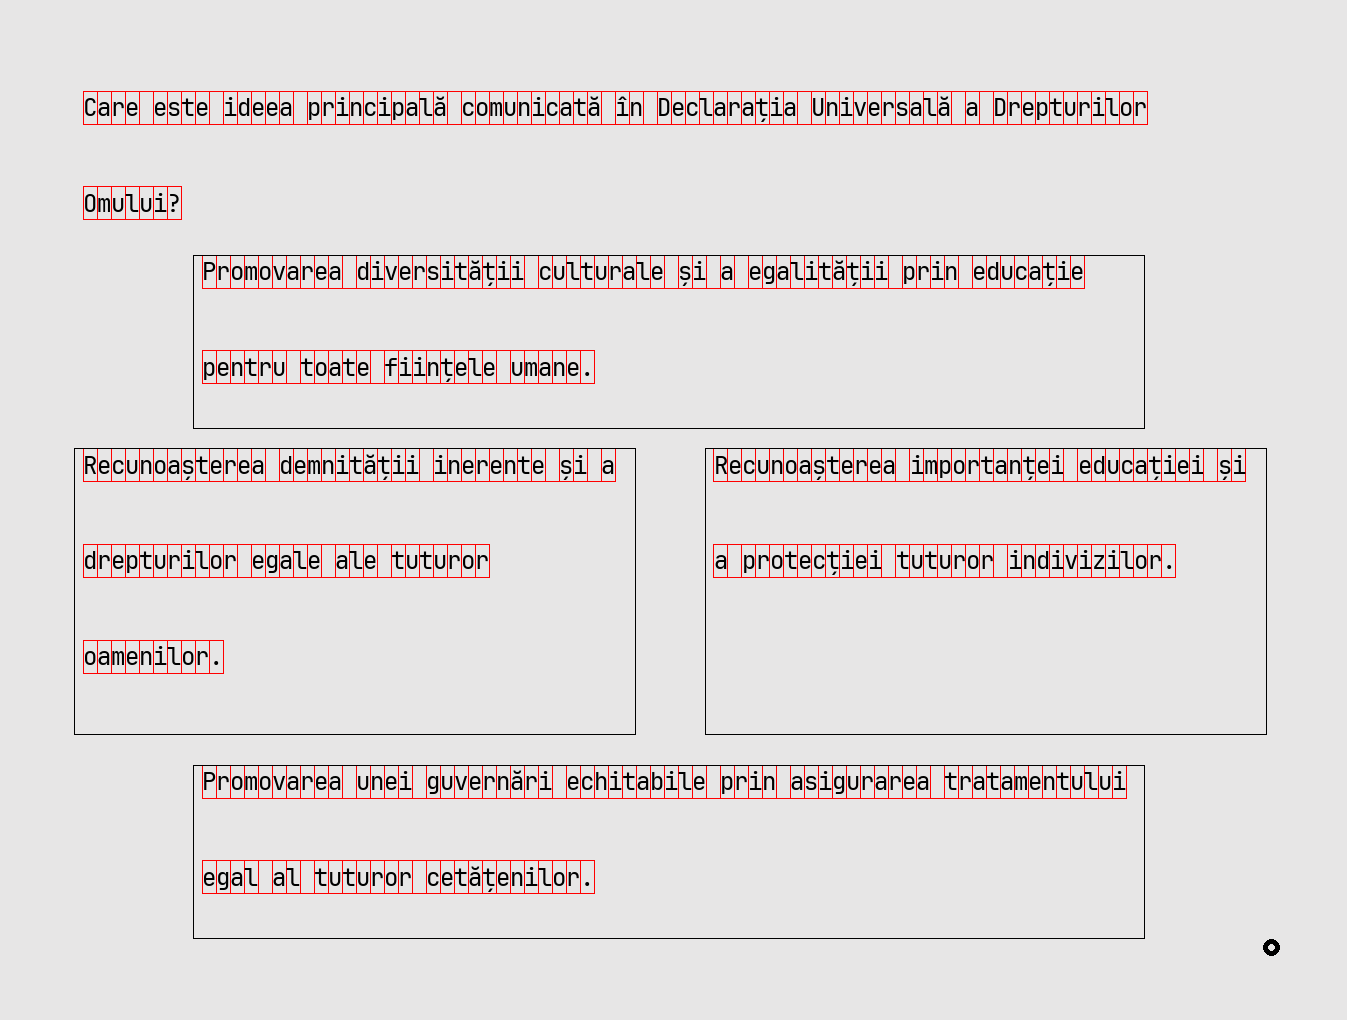 Care este ideea principală comunicată în Declarația Universală a Drepturilor
Omului?
Promovarea diversității culturale și a egalității prin educație
pentru toate ființele umane.
Recunoașterea demnității inerente și a
drepturilor egale ale tuturor
oamenilor.
Recunoașterea importanței educației și
a protecției tuturor indivizilor.
Promovarea unei guvernări echitabile prin asigurarea tratamentului
egal al tuturor cetățenilor.